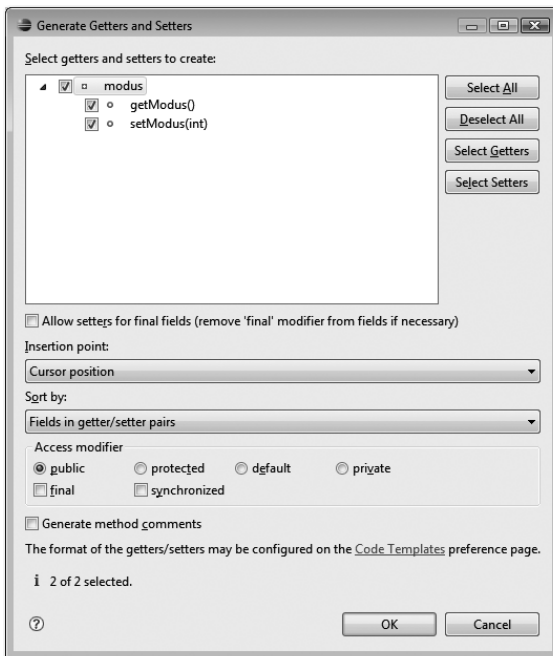 Generate Getters and Setters
Select getters and setters to create:
modus
getModus()
setModus(int)
Select All
Deselect All
Select Getters
Select Setters
Allow setters for final fields (remove 'final' modifier from fields if necessary)
Insertion point:
Cursor position
Sort by:
Fields in getter/setter pairs
Access modifier
public protected default private
final synchronized
Generate method comments
The format of the getters/setters may be configured on the Code Templates preference page.
i 2 of 2 selected.
?
OK Cancel